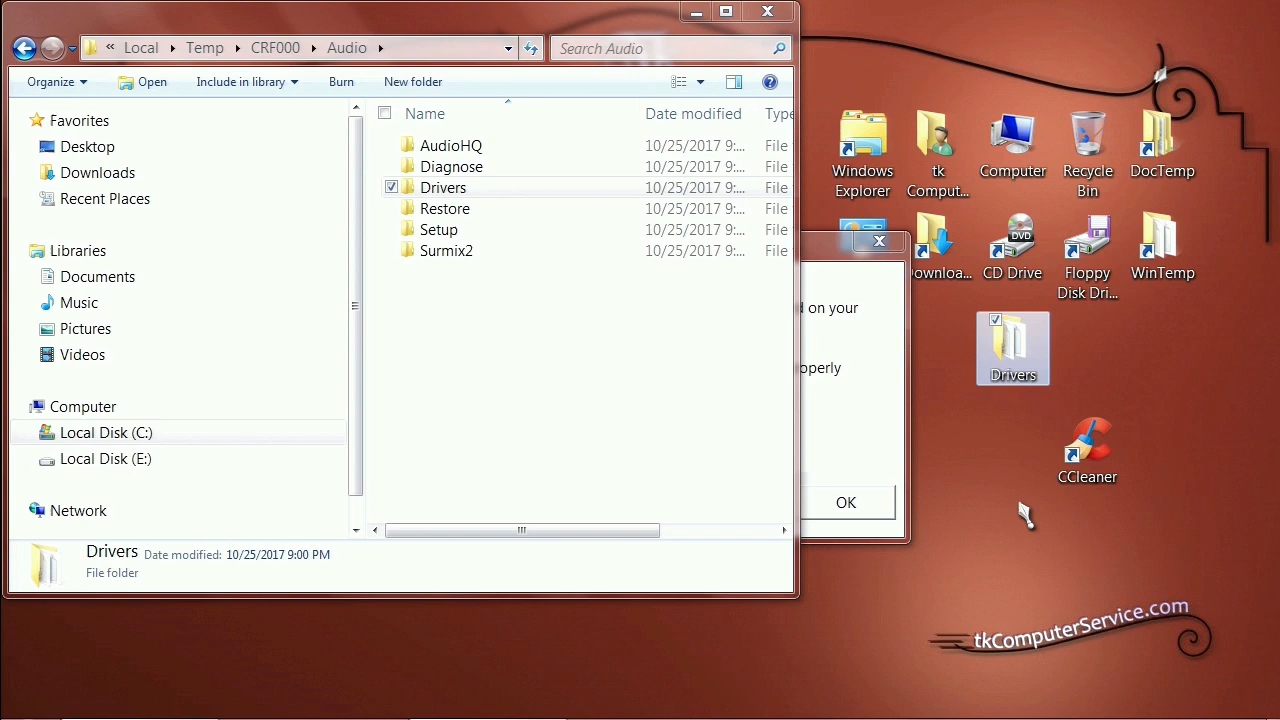 « Local Temp CRF000 Audio
Search Audio
Organize Open Include in library Burn New folder
Favorites
Desktop
Downloads
Recent Places
Libraries
Documents
Music
Pictures
Videos
Computer
Local Disk (C:)
Local Disk (E:)
Network
Name Date modified Type
AudioHQ 10/25/2017 9:... File
Diagnose 10/25/2017 9:... File
Drivers 10/25/2017 9:... File
Restore 10/25/2017 9:... File
Setup 10/25/2017 9:... File
Surmix2 10/25/2017 9:... File
Drivers Date modified: 10/25/2017 9:00 PM
File folder
on your
operly
OK
Windows
Explorer
tk
Comput...
Computer
Recycle
Bin
DocTemp
ownloa...
CD Drive
DVD
Floppy
Disk Dri...
WinTemp
Drivers
CCleaner
tkComputerService.com